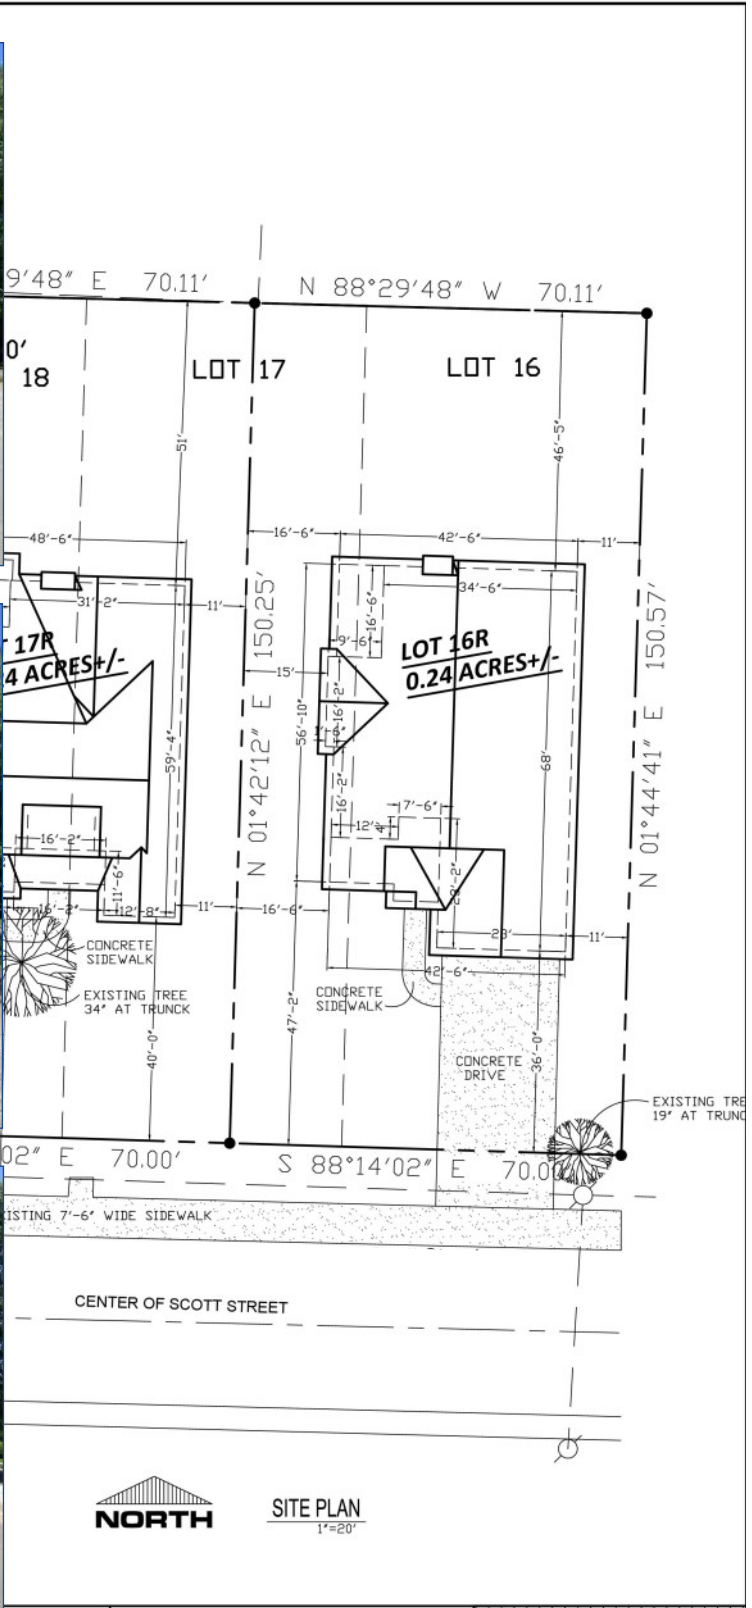 9'48" E 70.11'
N 88°29'48" W 70.11'
0'
18
LOT 17
LOT 16
51'
46'-5"
48'-6"
16'-6"
42'-6"
11'
31'-2"
11'
34'-6"
16'-6"
9'-6"
17R
4 ACRES+/-
LOT 16R
0.24 ACRES+/-
15'
N 01°42'12" E 150.25'
N 01°44'41" E 150.57'
56'-10"
16'-2"
59'-4"
68'
16'-2"
7'-6"
12'
4'
16'-2"
11'-6"
16'-2"
12'-8"
11'
16'-6"
23'
11'
42'-6"
CONCRETE
SIDEWALK
EXISTING TREE
34" AT TRUNCK
CONCRETE
SIDEWALK
47'-2"
40'-0"
36'-0"
CONCRETE
DRIVE
EXISTING TRE
19" AT TRUNC
02" E 70.00'
S 88°14'02" E 70.00
ISTING 7'-6" WIDE SIDEWALK
CENTER OF SCOTT STREET
NORTH
SITE PLAN
1"=20'